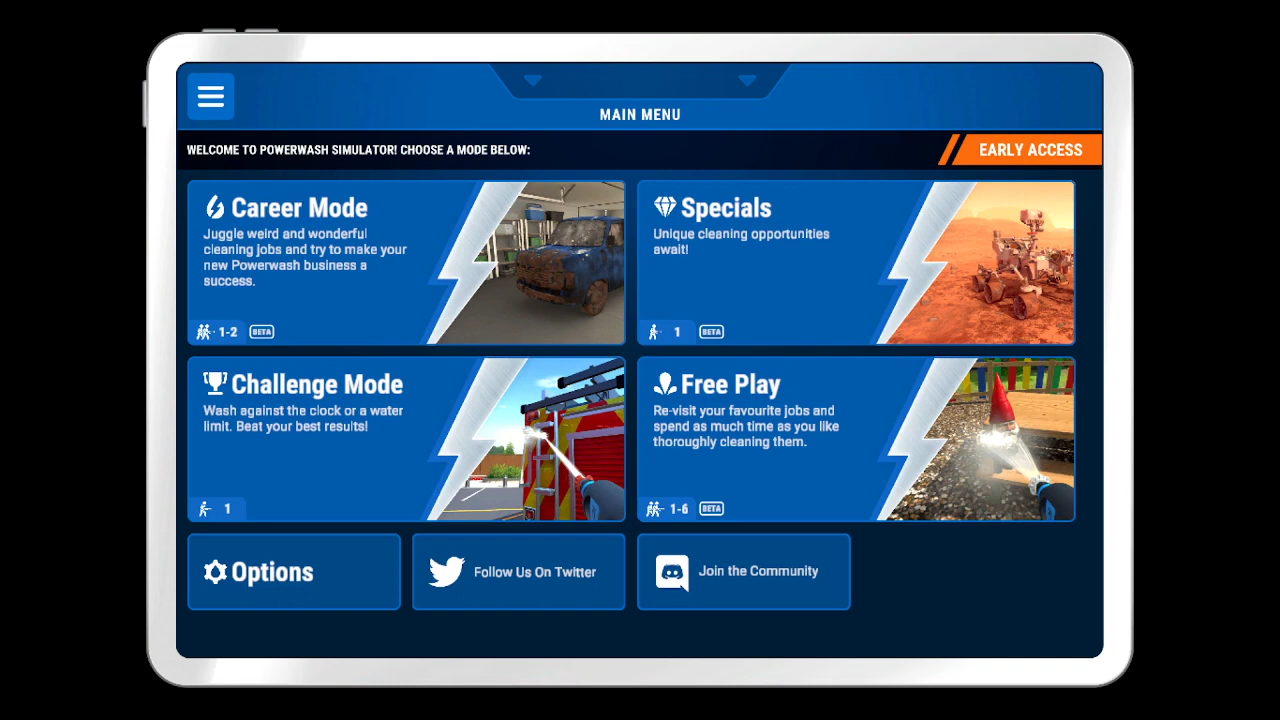 MAIN MENU
WELCOME TO POWERWASH SIMULATOR! CHOOSE A MODE BELOW:
EARLY ACCESS
Career Mode
Juggle weird and wonderful
cleaning jobs and try to make your
new Powerwash business a
success.
1-2 BETA
Specials
Unique cleaning opportunities
await!
1 BETA
Challenge Mode
Wash against the clock or a water
limit. Beat your best results!
1
Free Play
Re-visit your favourite jobs and
spend as much time as you like
thoroughly cleaning them.
1-6 BETA
Options
Follow Us On Twitter
Join the Community